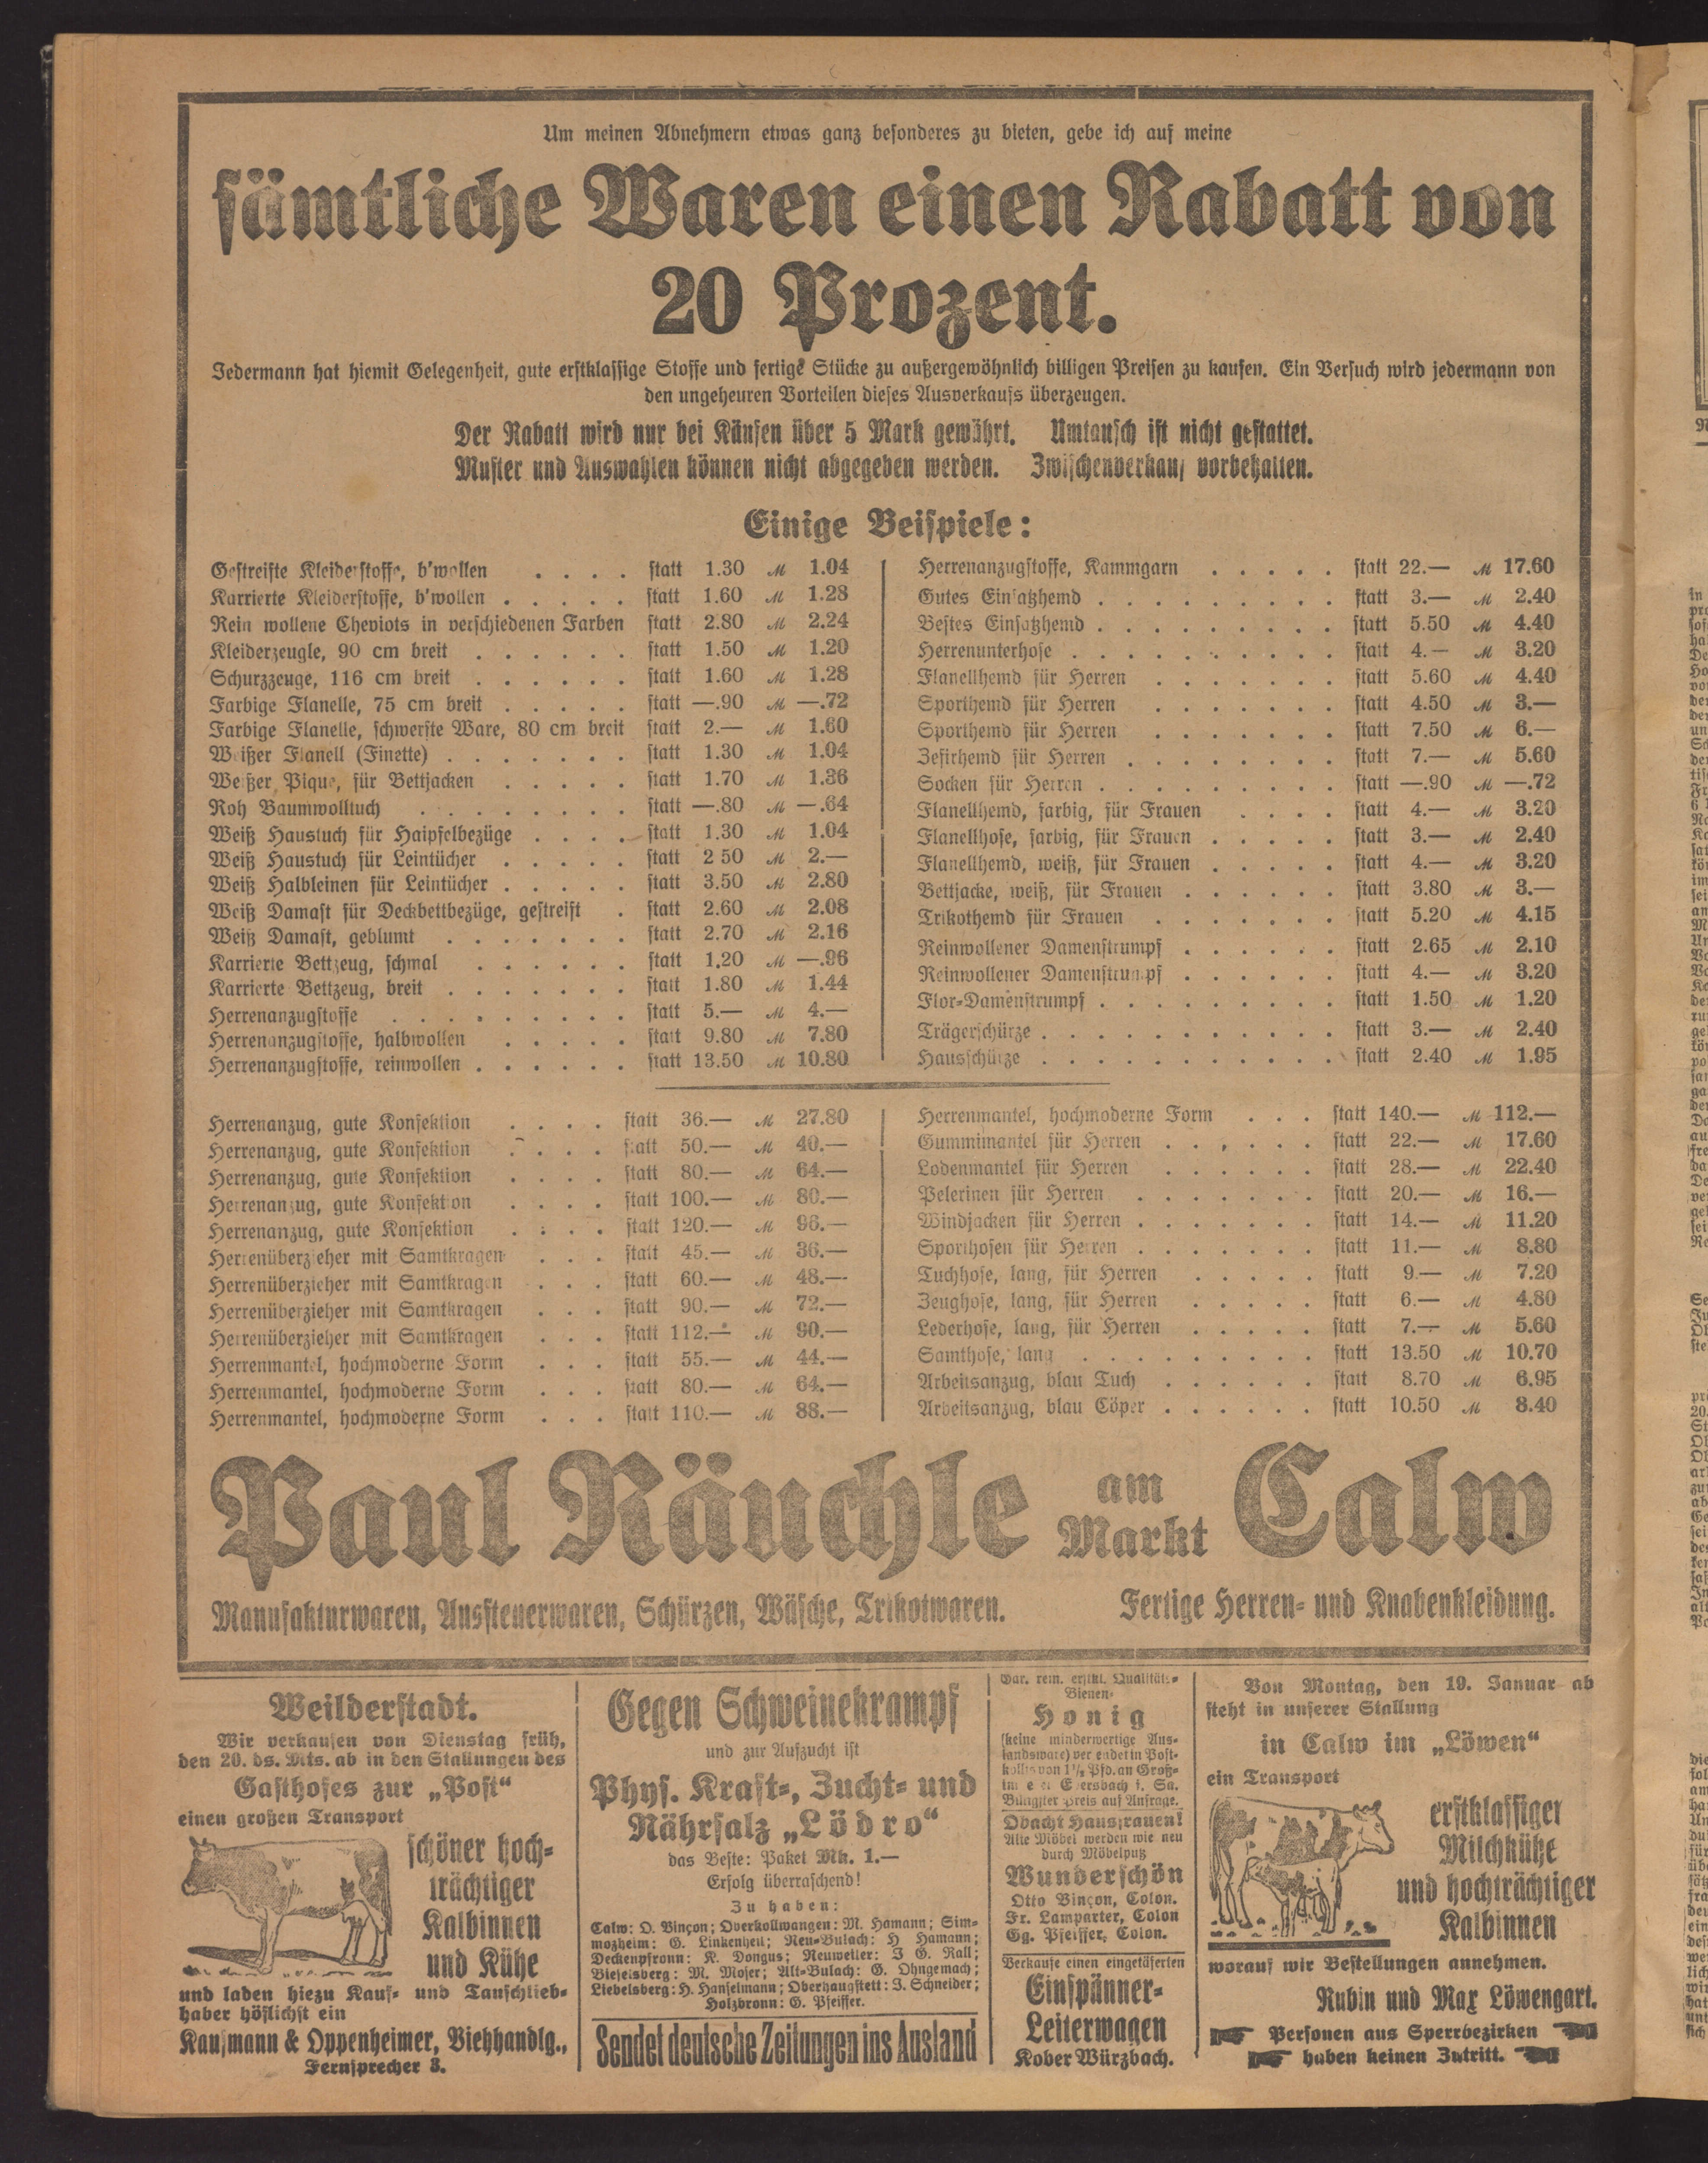 Um meinen Abnehmern etwas ganz besonderes zu bieten, gebe ich auf meine
sämtliche Waren einen Rabatt von
20 Prozent.
Jedermann hat hiemit Gelegenheit, gute erstklassige Stoffe und fertige Stücke zu außergewöhnlich billigen Preisen zu kaufen. Ein Versuch wird jedermann von
den ungeheuren Vorteilen dieses Ausverkaufs überzeugen.
Der Rabatt wird nur bei Käufen über 5 Mark gewährt. Umtausch ist nicht gestattet.
Muster und Auswahlen können nicht abgegeben werden. Zwischenverkauf vorbehalten.
Einige Beispiele:
Gestreifte Kleiderstoffe, b'wollen . . . . statt 1.30 M 1.04
Karrierte Kleiderstoffe, b'wollen . . . . . statt 1.60 M 1.28
Rein wollene Cheviots in verschiedenen Farben statt 2.80 M 2.24
Kleiderzeugle, 90 cm breit . . . . . . statt 1.50 M 1.20
Schurzzeuge, 116 cm breit . . . . . . statt 1.60 M 1.28
Farbige Flanelle, 75 cm breit . . . . . statt —.90 M —.72
Farbige Flanelle, schwerste Ware, 80 cm breit statt 2.— M 1.60
Weißer Flanell (Finette) . . . . . . . statt 1.30 M 1.04
Weißer Pique, für Bettjacken . . . . . statt 1.70 M 1.36
Roh Baumwolltuch . . . . . . . . statt —.80 M —.64
Weiß Haustuch für Haipfelbezüge . . . . statt 1.30 M 1.04
Weiß Haustuch für Leintücher . . . . . statt 2 50 M 2.—
Weiß Halbleinen für Leintücher . . . . . statt 3.50 M 2.80
Weiß Damast für Deckbettbezüge, gestreift . statt 2.60 M 2.08
Weiß Damast, geblumt . . . . . . . statt 2.70 M 2.16
Karrierte Bettzeug, schmal . . . . . . statt 1.20 M —.96
Karrierte Bettzeug, breit . . . . . . . statt 1.80 M 1.44
Herrenanzugstoffe . . . . . . . . . statt 5.— M 4.—
Herrenanzugstoffe, halbwollen . . . . . statt 9.80 M 7.80
Herrenanzugstoffe, reinwollen . . . . . . statt 13.50 M 10.80
Herrenanzugstoffe, Kammgarn . . . . . statt 22.— M 17.60
Gutes Einsatzhemd . . . . . . . . . statt 3.— M 2.40
Bestes Einsatzhemd . . . . . . . . . statt 5.50 M 4.40
Herrenunterhose . . . . . . . . . . statt 4.— M 3.20
Flanellhemd für Herren . . . . . . . statt 5.60 M 4.40
Sporthemd für Herren . . . . . . . statt 4.50 M 3.—
Sporthemd für Herren . . . . . . . statt 7.50 M 6.—
Zefirhemd für Herren . . . . . . . . statt 7.— M 5.60
Socken für Herren . . . . . . . . . statt —.90 M —.72
Flanellhemd, farbig, für Frauen . . . . statt 4.— M 3.20
Flanellhose, farbig, für Frauen . . . . . statt 3.— M 2.40
Flanellhemd, weiß, für Frauen . . . . . statt 4.— M 3.20
Bettjacke, weiß, für Frauen . . . . . . statt 3.80 M 3.—
Trikothemd für Frauen . . . . . . . statt 5.20 M 4.15
Reinwollener Damenstrumpf . . . . . . statt 2.65 M 2.10
Reinwollener Damenstrumpf . . . . . . statt 4.— M 3.20
Flor-Damenstrumpf . . . . . . . . . statt 1.50 M 1.20
Trägerschürze . . . . . . . . . . . statt 3.— M 2.40
Hausschürze . . . . . . . . . . . statt 2.40 M 1.95
Herrenanzug, gute Konfektion . . . . statt 36.— M 27.80
Herrenanzug, gute Konfektion . . . . statt 50.— M 40.—
Herrenanzug, gute Konfektion . . . . statt 80.— M 64.—
Herrenanzug, gute Konfektion . . . . statt 100.— M 80.—
Herrenanzug, gute Konfektion . . . . statt 120.— M 96.—
Herrenüberzieher mit Samtkragen . . . statt 45.— M 36.—
Herrenüberzieher mit Samtkragen . . . statt 60.— M 48.—
Herrenüberzieher mit Samtkragen . . . statt 90.— M 72.—
Herrenüberzieher mit Samtkragen . . . statt 112.— M 90.—
Herrenmantel, hochmoderne Form . . . statt 55.— M 44.—
Herrenmantel, hochmoderne Form . . . statt 80.— M 64.—
Herrenmantel, hochmoderne Form . . . statt 110.— M 88.—
Herrenmantel, hochmoderne Form . . . statt 140.— M 112.—
Gummimantel für Herren . . . . . . statt 22.— M 17.60
Lodenmantel für Herren . . . . . . statt 28.— M 22.40
Pelerinen für Herren . . . . . . . statt 20.— M 16.—
Windjacken für Herren . . . . . . . statt 14.— M 11.20
Sporthosen für Herren . . . . . . . statt 11.— M 8.80
Tuchhose, lang, für Herren . . . . . statt 9.— M 7.20
Zeughose, lang, für Herren . . . . . statt 6.— M 4.80
Lederhose, lang, für Herren . . . . . statt 7.— M 5.60
Samthose, lang . . . . . . . . . statt 13.50 M 10.70
Arbeitsanzug, blau Tuch . . . . . . statt 8.70 M 6.95
Arbeitsanzug, blau Cöper . . . . . . statt 10.50 M 8.40
Paul Räuchle am Markt Calw
Manufakturwaren, Aussteuerwaren, Schürzen, Wäsche, Trikotwaren. Fertige Herren- und Knabenkleidung.
Weilderstadt.
Wir verkaufen von Dienstag früh,
den 20. ds. Mts. ab in den Stallungen des
Gasthofes zur „Post“
einen großen Transport
schöner hoch-
trächtiger
Kalbinnen
und Kühe
und laden hiezu Kauf- und Tauschlieb-
haber höflichst ein
Kaufmann & Oppenheimer, Viehhandlg.,
Fernsprecher 3.
Gegen Schweinekrampf
und zur Aufzucht ist
Phys. Kraft-, Zucht- und
Nährsalz „Lödro“
das Beste: Paket Mk. 1.—
Erfolg überraschend!
Zu haben:
Calw: O. Vinçon; Oberkollwangen: M. Hamann; Sim-
mozheim: G. Linkenheil; Neu-Bulach: H Hamann;
Deckenpfronn: K. Dongus; Neuweiler: J G. Rall;
Bieselsberg: M. Moser; Alt-Bulach: G. Ohngemach;
Liebelsberg: H. Hanselmann; Oberhaugstett: J. Schneider;
Holzbronn: G. Pfeiffer.
Sendet deutsche Zeitungen ins Ausland
Gar. rein. erstkl. Qualitäts-
Bienen-
Honig
(keine minderwertige Aus-
landsware) versendet in Post-
kollis von 1½ Pfd. an Groß-
imkerei Ebersbach i. Sa.
Billigster Preis auf Anfrage.
Obacht Hausfrauen!
Alte Möbel werden wie neu
durch Möbelputz
Wunderschön
Otto Vinçon, Colon.
Fr. Lamparter, Colon
Gg. Pfeiffer, Colon.
Verkaufe einen eingetäferten
Einspänner-
Leiterwagen
Kober Würzbach.
Von Montag, den 19. Januar ab
steht in unserer Stallung
in Calw im „Löwen“
ein Transport
erstklassiger
Milchkühe
und hochträchtiger
Kalbinnen
worauf wir Bestellungen annehmen.
Rubin und Max Löwengart.
Personen aus Sperrbezirken
haben keinen Zutritt.